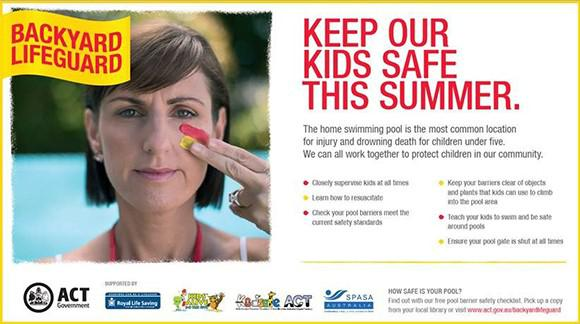 BACKYARD
LIFEGUARD
KEEP OUR
KIDS SAFE
THIS SUMMER.
The home swimming pool is the most common location
for injury and drowning death for children under five.
We can all work together to protect children in our community.
Closely supervise kids at all times
Learn how to resuscitate
Check your pool barriers meet the
current safety standards
Keep your barriers clear of objects
and plants that kids can use to climb
into the pool area
Teach your kids to swim and be safe
around pools
Ensure your pool gate is shut at all times
ACT
Government
SUPPORTED BY
Royal Life Saving
Kidsafe ACT
SPASA
AUSTRALIA
HOW SAFE IS YOUR POOL?
Find out with our free pool barrier safety checklist. Pick up a copy
from your local library or visit www.act.gov.au/backyardlifeguard